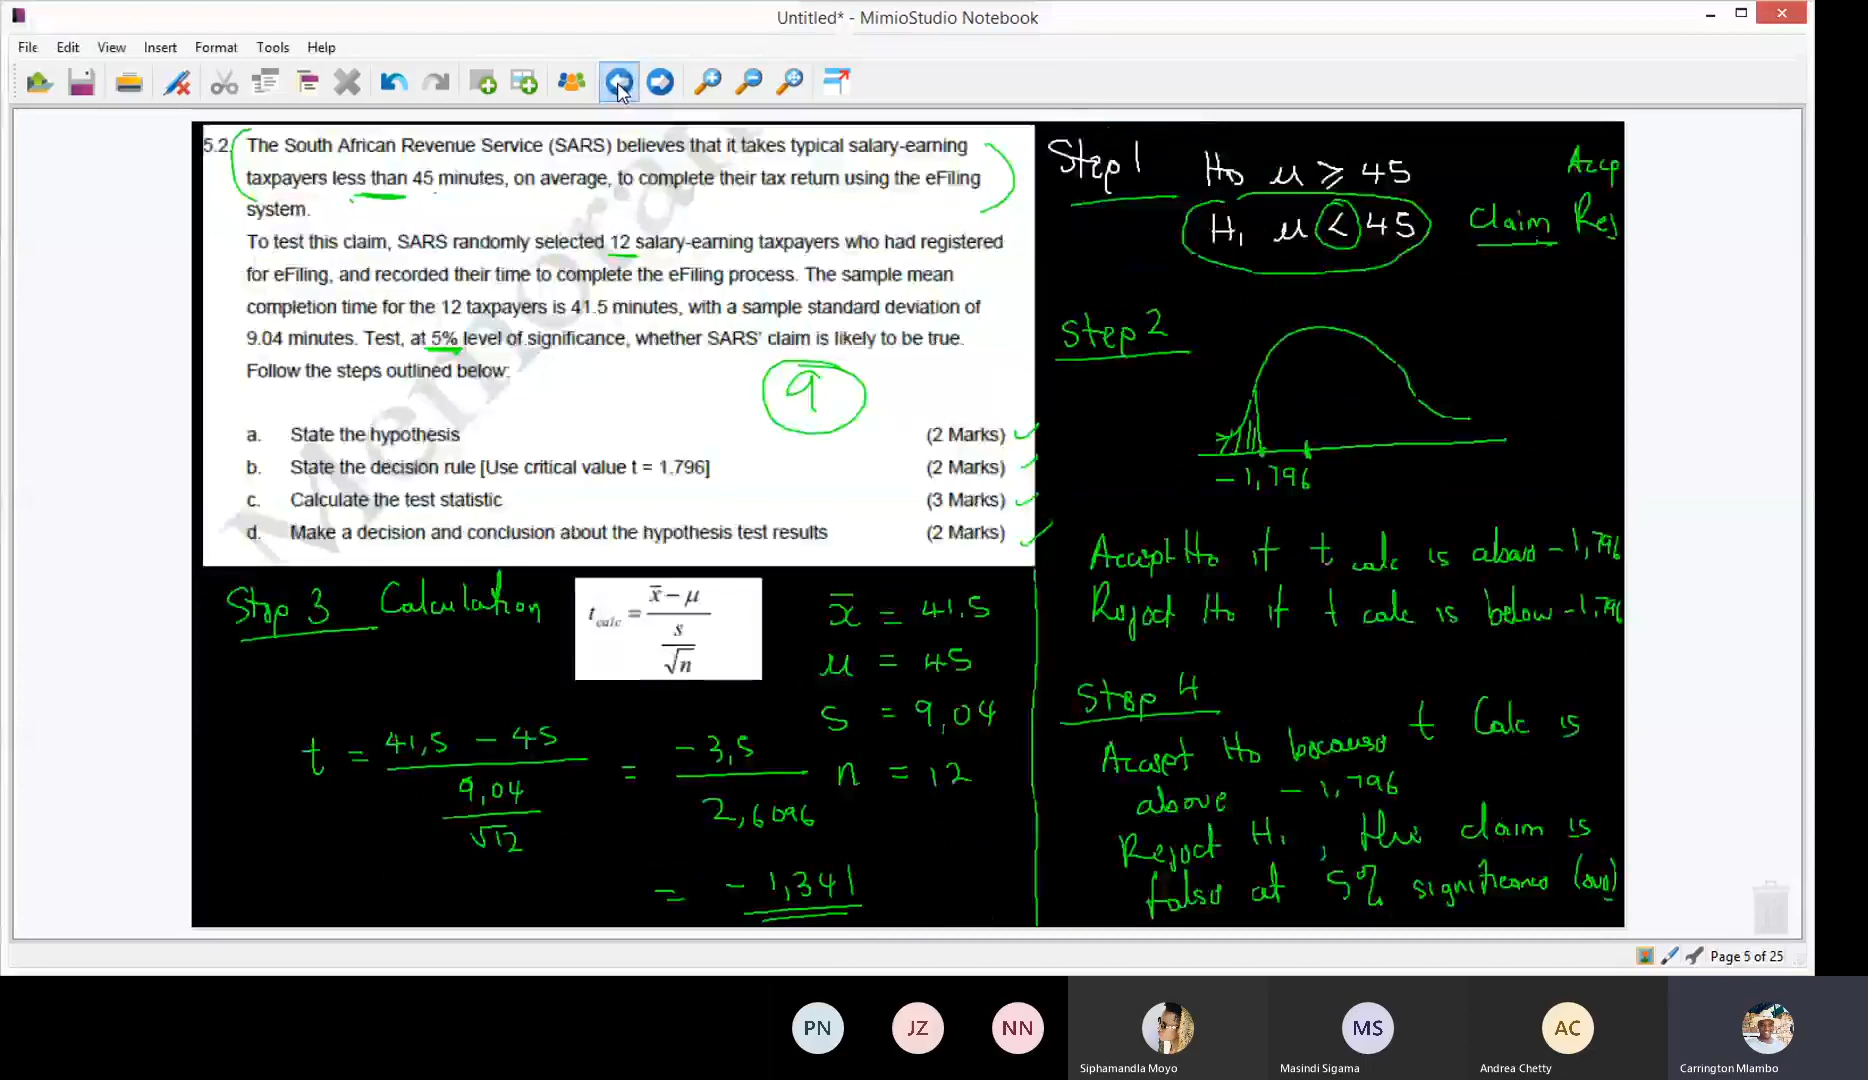 Untitled* - MimioStudio Notebook
File Edit View Insert Format Tools Help
5.2. The South African Revenue Service (SARS) believes that it takes typical salary-earning
taxpayers less than 45 minutes, on average, to complete their tax return using the eFiling
system.
To test this claim, SARS randomly selected 12 salary-earning taxpayers who had registered
for eFiling, and recorded their time to complete the eFiling process. The sample mean
completion time for the 12 taxpayers is 41.5 minutes, with a sample standard deviation of
9.04 minutes. Test, at 5% level of significance, whether SARS' claim is likely to be true.
Follow the steps outlined below:
9
a. State the hypothesis (2 Marks)
b. State the decision rule [Use critical value t = 1.796] (2 Marks)
c. Calculate the test statistic (3 Marks)
d. Make a decision and conclusion about the hypothesis test results (2 Marks)
Step 1 H0 μ ⩾ 45 Accp
H1 μ < 45 Claim Rej
Step 2
-1,796
Accept Ho if t calc is above -1,796
Reject Ho if t calc is below -1,796
Step 3 Calculation
t calc = x̄ - μ / s / √n
x̄ = 41,5
μ = 45
s = 9,04
n = 12
t = 41,5 - 45 / 9,04 / √12 = -3,5 / 2,6096
= -1,341
Step 4
Accept Ho because t Calc is
above -1,796
Reject H1, the claim is
false at 5% significance
Page 5 of 25
PN JZ NN MS AC
Siphamandla Moyo Masindi Sigama Andrea Chetty Carrington Mlambo